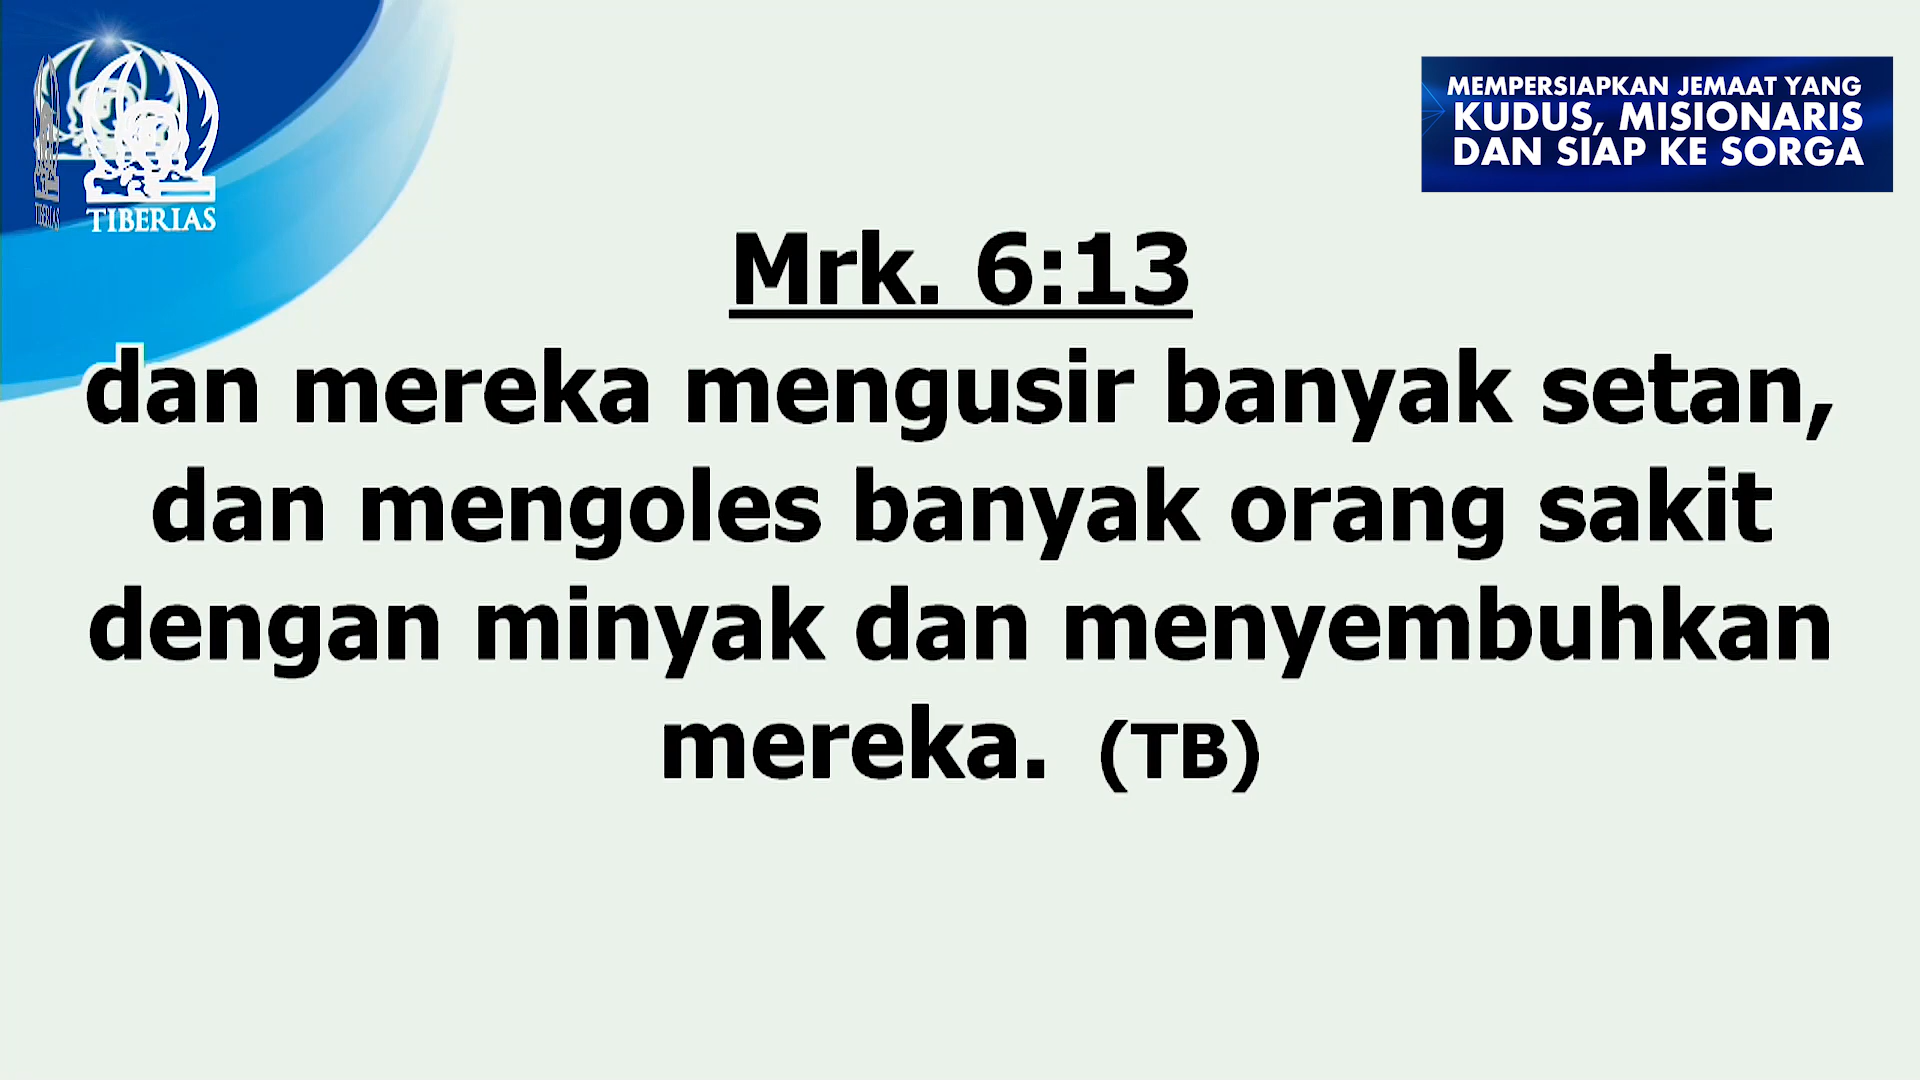 TIBERIAS
MEMPERSIAPKAN JEMAAT YANG
KUDUS, MISIONARIS
DAN SIAP KE SORGA
Mrk. 6:13
dan mereka mengusir banyak setan,
dan mengoles banyak orang sakit
dengan minyak dan menyembuhkan
mereka. (TB)